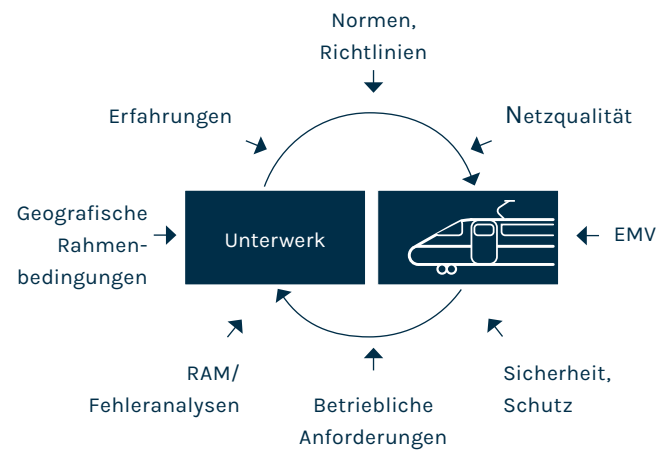 Normen,
Richtlinien
Erfahrungen
Netzqualität
Geografische
Rahmen-
bedingungen
Unterwerk
EMV
RAM/
Fehleranalysen
Betriebliche
Anforderungen
Sicherheit,
Schutz